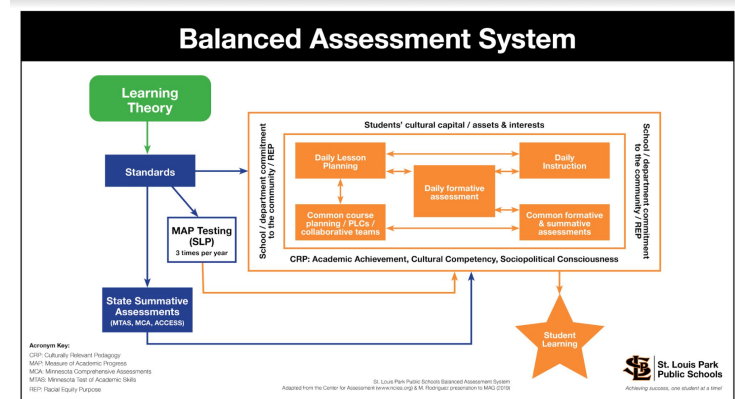 Balanced Assessment System
Learning
Theory
Standards
MAP Testing
(SLP)
3 times per year
State Summative
Assessments
(MTAS, MCA, ACCESS)
School / department commitment
to the community / REP
Students' cultural capital / assets & interests
Daily Lesson
Planning
Daily
Instruction
Daily formative
assessment
Common course
planning / PLCs /
collaborative teams
Common formative
& summative
assessments
School / department commitment
to the community / REP
CRP: Academic Achievement, Cultural Competency, Sociopolitical Consciousness
Student
Learning
Acronym Key:
CRP: Culturally Relevant Pedagogy
MAP: Measure of Academic Progress
MCA: Minnesota Comprehensive Assessments
MTAS: Minnesota Test of Academic Skills
REP: Racial Equity Purpose
St. Louis Park Public Schools Balanced Assessment System
Adapted from the Center for Assessment (www.nciea.org) & M. Rodriguez presentation to MAG (2019)
SLP
St. Louis Park
Public Schools
Achieving success, one student at a time!